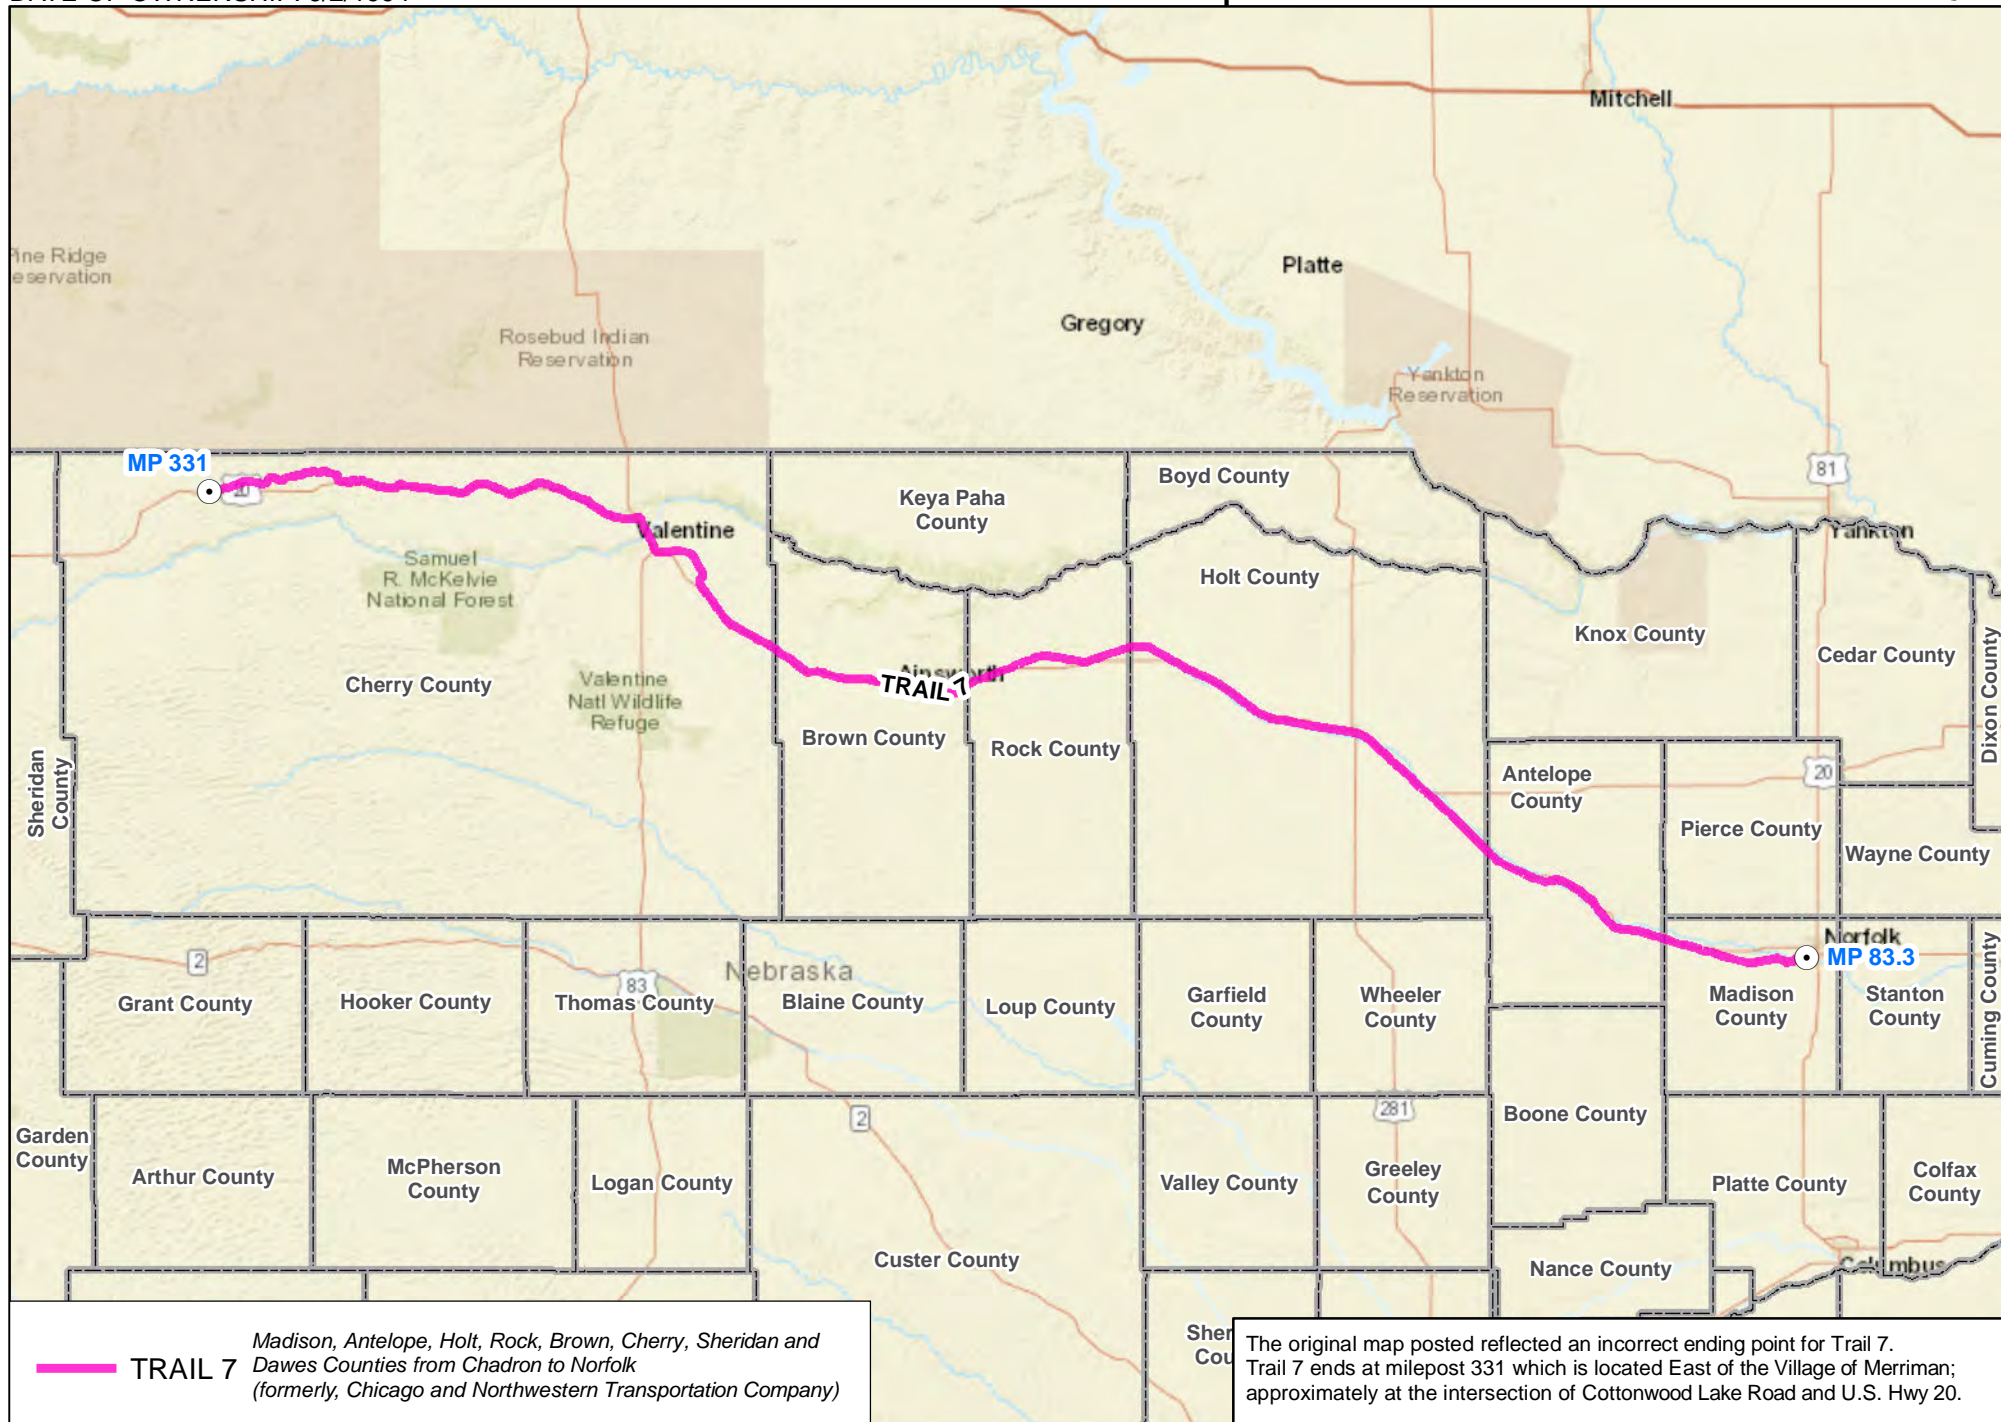 Mitchell
Pine Ridge
Reservation
Platte
Gregory
Rosebud Indian
Reservation
Yankton
Reservation
MP 331
20
81
Boyd County
Keya Paha
County
Valentine
Yankton
Samuel
R. McKelvie
National Forest
Holt County
Knox County
Cedar County
Dixon County
Ainsworth
TRAIL 7
Cherry County
Valentine
Natl Wildlife
Refuge
Brown County
Rock County
Sheridan
County
Antelope
County
20
Pierce County
Wayne County
Norfolk
MP 83.3
2
Nebraska
83
Grant County
Hooker County
Thomas County
Blaine County
Loup County
Garfield
County
Wheeler
County
Madison
County
Stanton
County
Cuming County
2
281
Boone County
Garden
County
Arthur County
McPherson
County
Logan County
Valley County
Greeley
County
Platte County
Colfax
County
Custer County
Nance County
Columbus
Sher
Cou
TRAIL 7
Madison, Antelope, Holt, Rock, Brown, Cherry, Sheridan and
Dawes Counties from Chadron to Norfolk
(formerly, Chicago and Northwestern Transportation Company)
The original map posted reflected an incorrect ending point for Trail 7.
Trail 7 ends at milepost 331 which is located East of the Village of Merriman;
approximately at the intersection of Cottonwood Lake Road and U.S. Hwy 20.